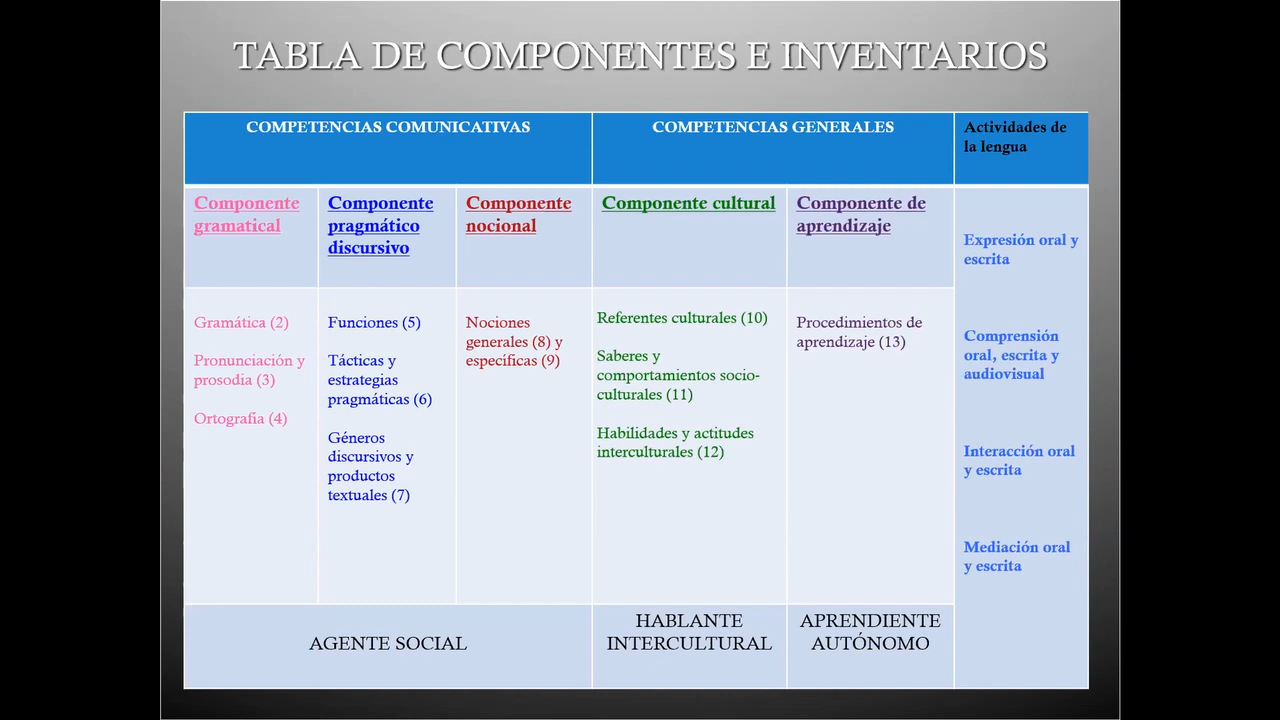 TABLA DE COMPONENTES E INVENTARIOS
COMPETENCIAS COMUNICATIVAS
COMPETENCIAS GENERALES
Actividades de
la lengua
Componente
gramatical
Componente
pragmático
discursivo
Componente
nocional
Componente cultural
Componente de
aprendizaje
Expresión oral y
escrita
Comprensión
oral, escrita y
audiovisual
Interacción oral
y escrita
Mediación oral
y escrita
Gramática (2)
Pronunciación y
prosodia (3)
Ortografía (4)
Funciones (5)
Tácticas y
estrategias
pragmáticas (6)
Géneros
discursivos y
productos
textuales (7)
Nociones
generales (8) y
específicas (9)
Referentes culturales (10)
Saberes y
comportamientos socio-
culturales (11)
Habilidades y actitudes
interculturales (12)
Procedimientos de
aprendizaje (13)
AGENTE SOCIAL
HABLANTE
INTERCULTURAL
APRENDIENTE
AUTÓNOMO